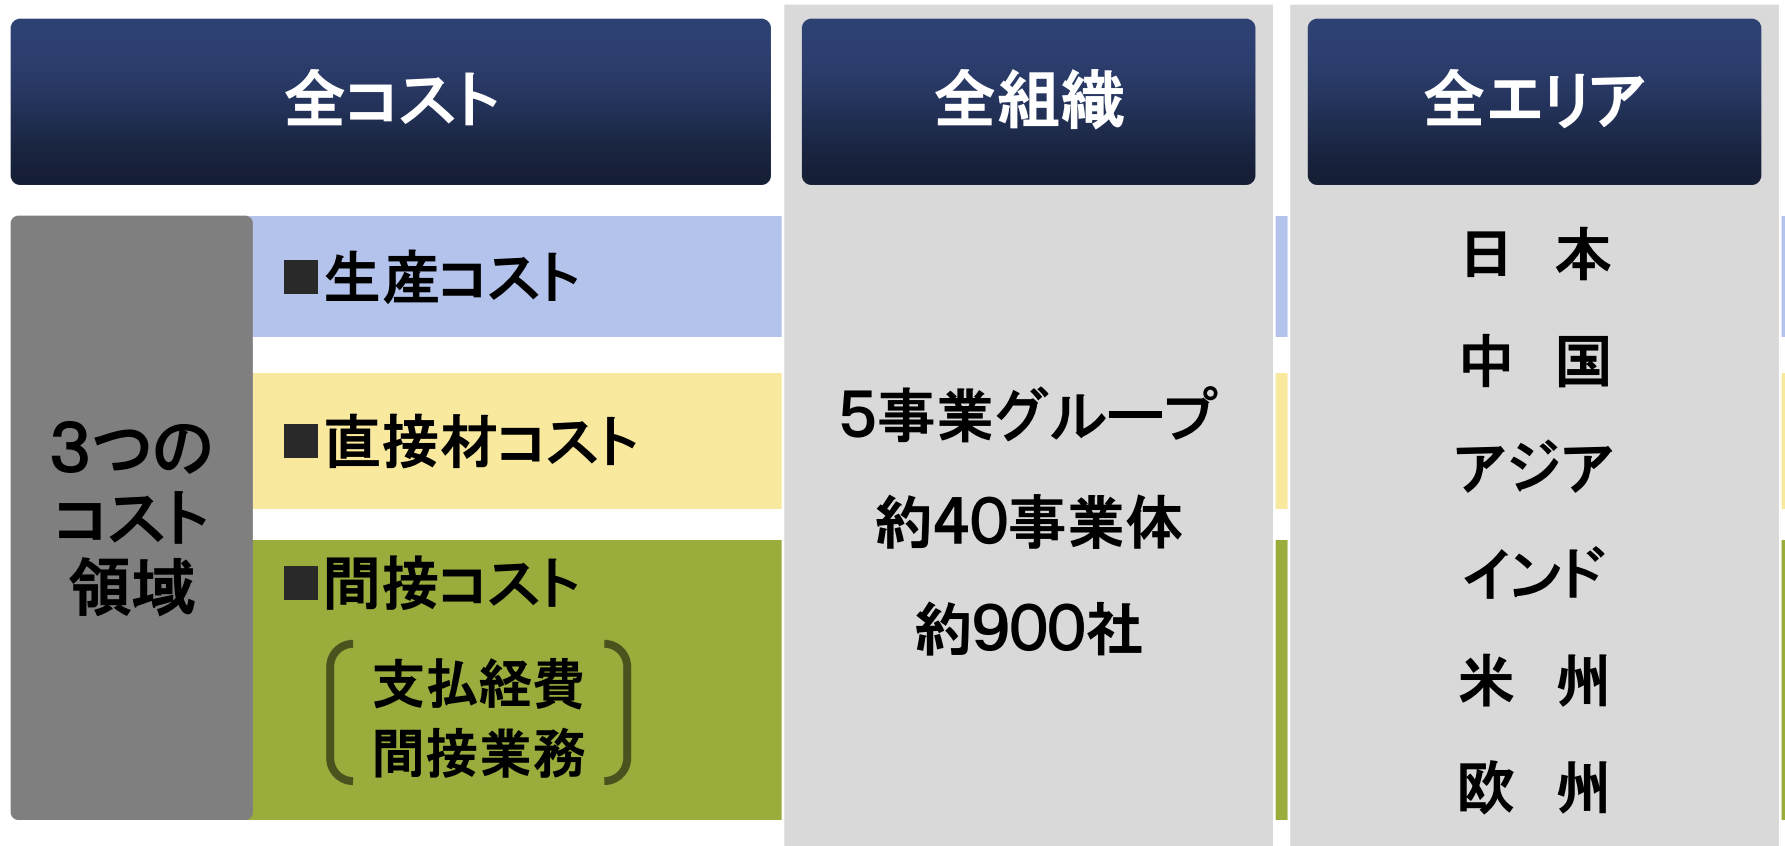 全コスト
全組織
全エリア
3つの
コスト
領域
■生産コスト
■直接材コスト
■間接コスト
支払経費
間接業務
5事業グループ
約40事業体
約900社
日　本
中　国
アジア
インド
米　州
欧　州